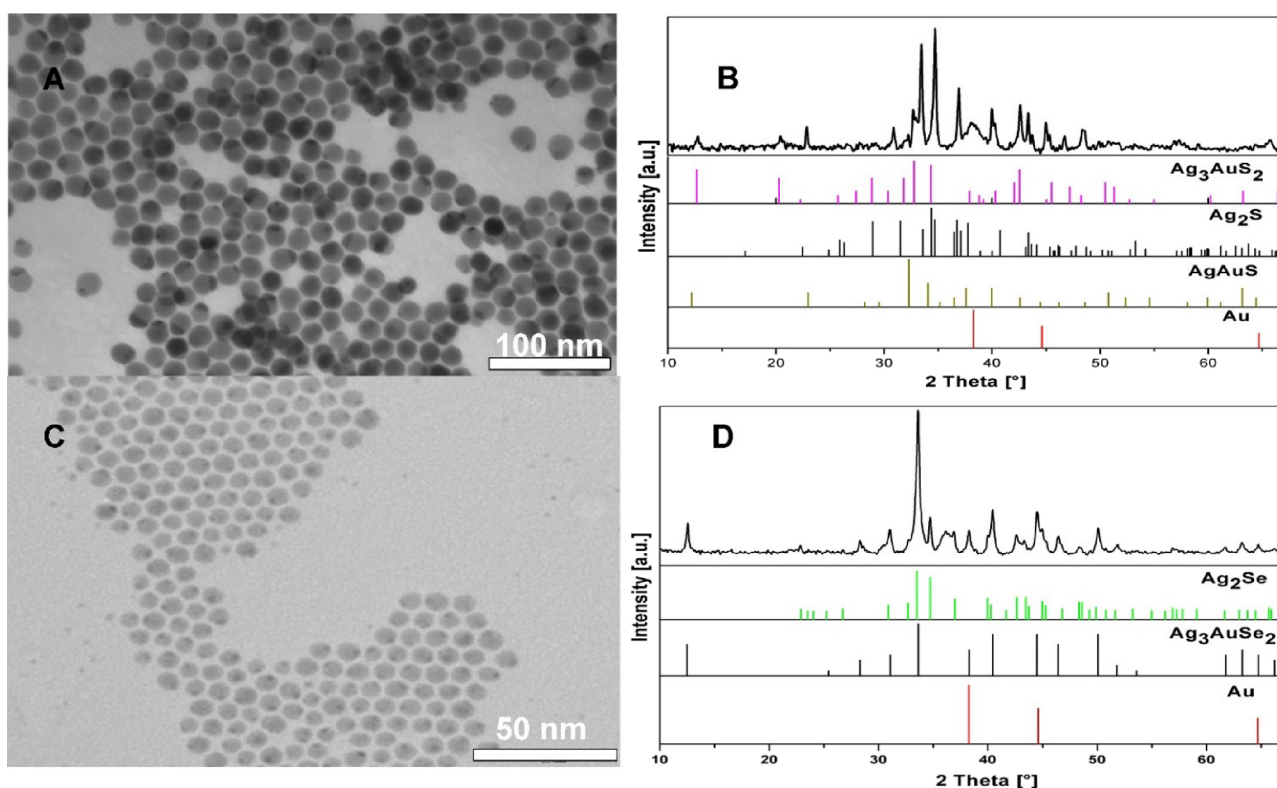 A
100 nm
B
Intensity [a.u.]
Ag₃AuS₂
Ag₂S
AgAuS
Au
10 20 30 40 50 60
2 Theta [°]
C
50 nm
D
Intensity [a.u.]
Ag₂Se
Ag₃AuSe₂
Au
10 20 30 40 50 60
2 Theta [°]